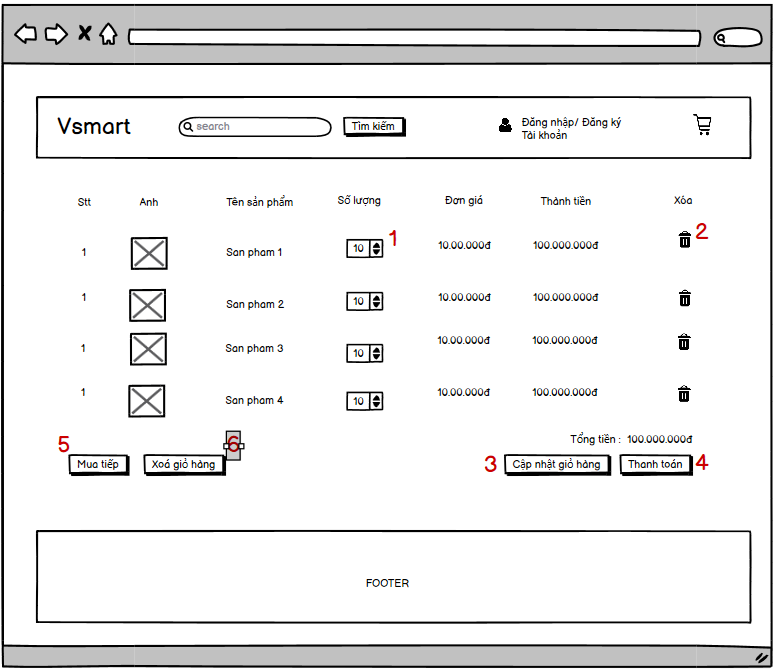 Vsmart
search
Tìm kiếm
Đăng nhập/ Đăng ký
Tài khoản
Stt Anh Tên sản phẩm Số lượng Đơn giá Thành tiền Xóa
1 San pham 1 10 1 10.00.000đ 100.000.000đ 2
1 San pham 2 10 10.00.000đ 100.000.000đ
1 San pham 3 10 10.00.000đ 100.000.000đ
1 San pham 4 10 10.00.000đ 100.000.000đ
Tổng tiền : 100.000.000đ
5 Mua tiếp Xoá giỏ hàng 6 3 Cập nhật giỏ hàng Thanh toán 4
FOOTER